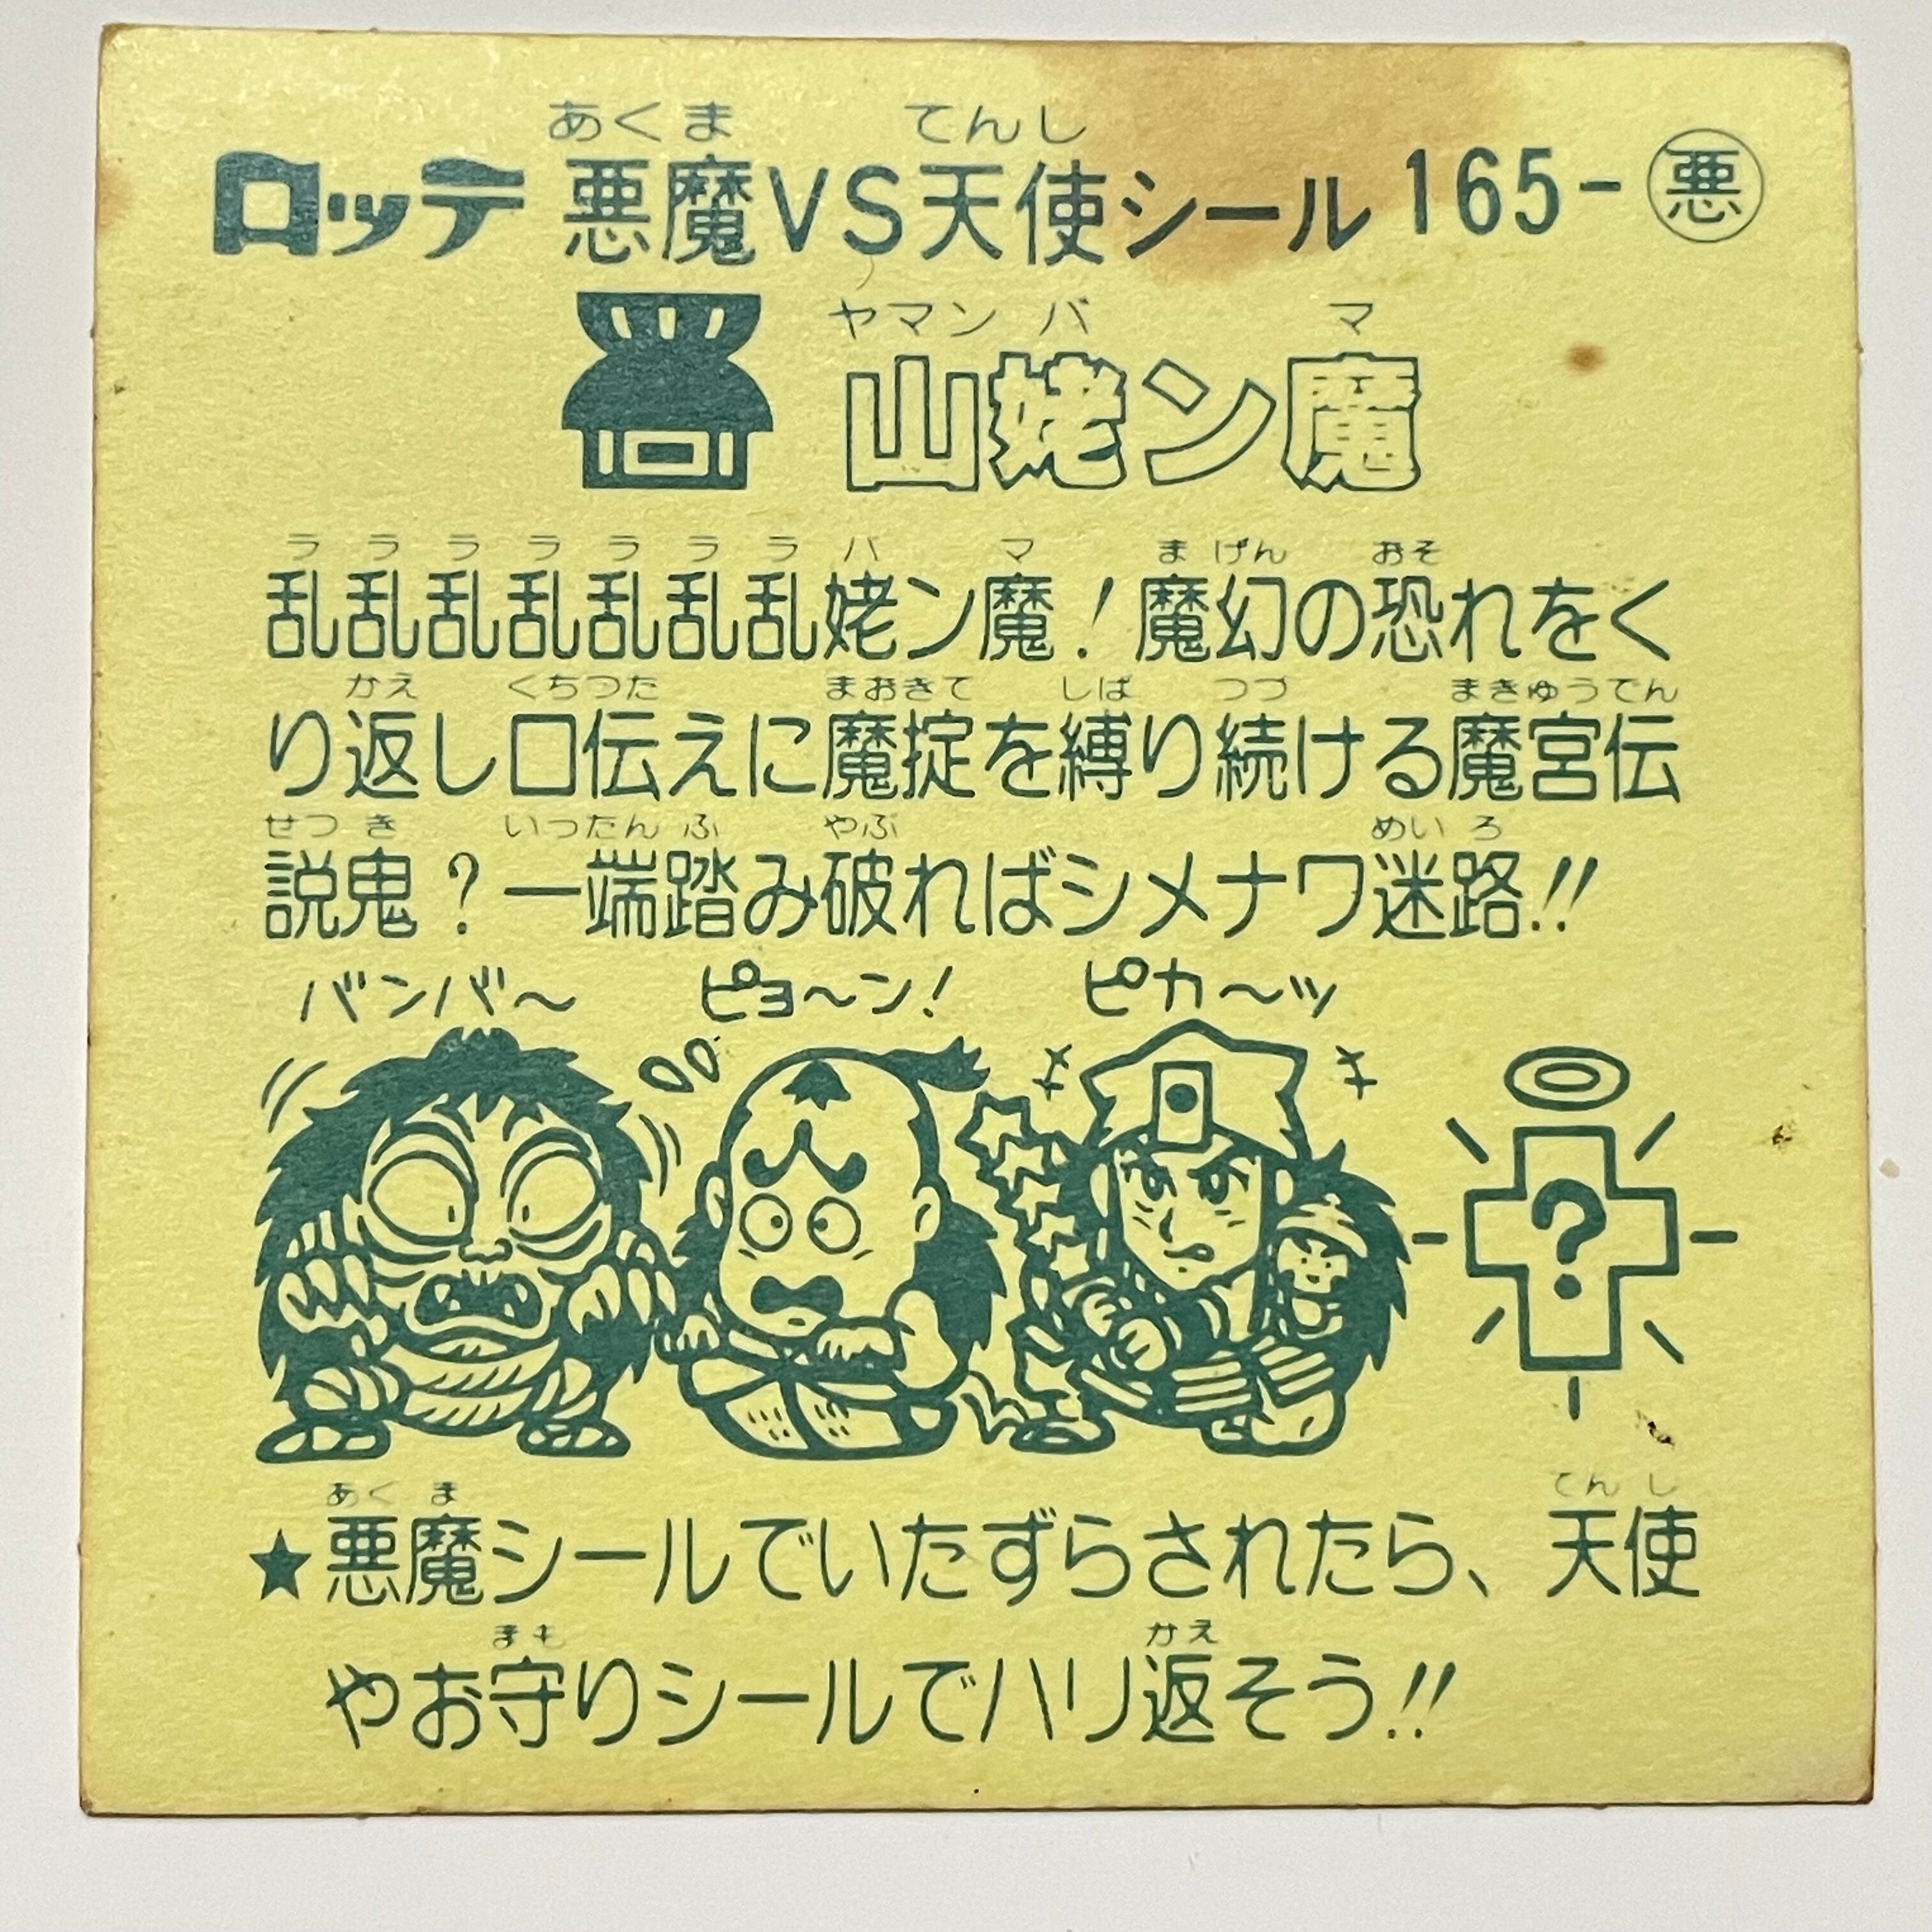 ロッテ 悪魔VS天使シール 165-悪
あくま てんし
山姥ン魔
ヤマンバ マ
乱乱乱乱乱乱乱姥ン魔！魔幻の恐れをく
ラララララララバ マ まげん おそ
り返し口伝えに魔掟を縛り続ける魔宮伝
かえ くちつた まおきて しば つづ まきゅうでん
説鬼？一端踏み破ればシメナワ迷路!!
せつき いったん ふ やぶ めいろ
バンバ〜 ピョ〜ン！ ピカ〜ッ
?
★悪魔シールでいたずらされたら、天使
あくま てんし
やお守りシールでハリ返そう!!
まも かえ